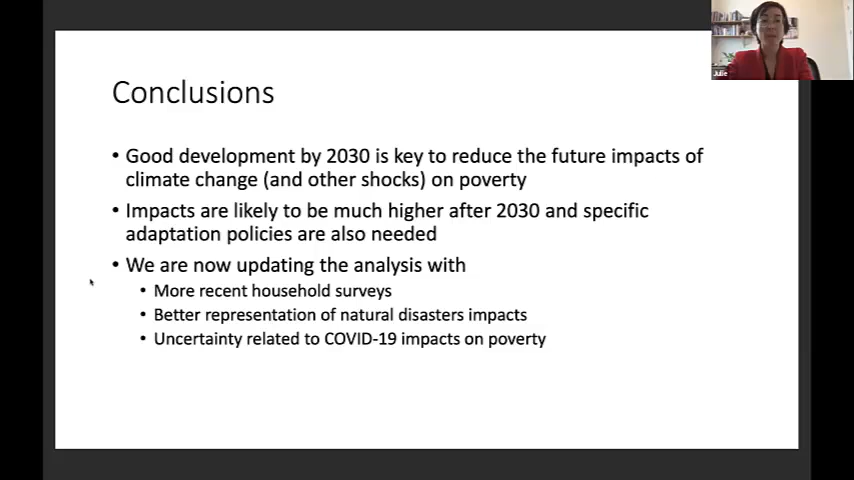 Conclusions
• Good development by 2030 is key to reduce the future impacts of
climate change (and other shocks) on poverty
• Impacts are likely to be much higher after 2030 and specific
adaptation policies are also needed
• We are now updating the analysis with
• More recent household surveys
• Better representation of natural disasters impacts
• Uncertainty related to COVID-19 impacts on poverty
Julie